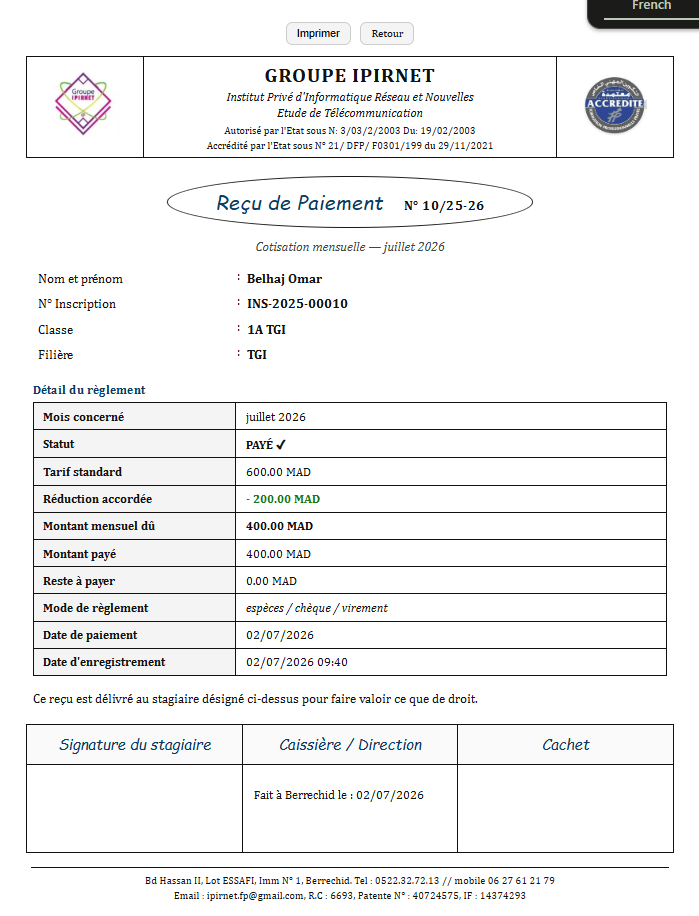 French
Imprimer
Retour
Groupe
IPIRNET
GROUPE IPIRNET
Institut Privé d'Informatique Réseau et Nouvelles
Etude de Télécommunication
Autorisé par l'Etat sous N: 3/03/2/2003 Du: 19/02/2003
Accrédité par l'Etat sous N° 21/ DFP/ F0301/199 du 29/11/2021
ACCREDITE
Reçu de Paiement N° 10/25-26
Cotisation mensuelle — juillet 2026
Nom et prénom : Belhaj Omar
N° Inscription : INS-2025-00010
Classe : 1A TGI
Filière : TGI
Détail du règlement
Mois concerné juillet 2026
Statut PAYÉ ✓
Tarif standard 600.00 MAD
Réduction accordée - 200.00 MAD
Montant mensuel dû 400.00 MAD
Montant payé 400.00 MAD
Reste à payer 0.00 MAD
Mode de règlement espèces / chèque / virement
Date de paiement 02/07/2026
Date d'enregistrement 02/07/2026 09:40
Ce reçu est délivré au stagiaire désigné ci-dessus pour faire valoir ce que de droit.
Signature du stagiaire Caissière / Direction Cachet
Fait à Berrechid le : 02/07/2026
Bd Hassan II, Lot ESSAFI, Imm N° 1, Berrechid. Tel : 0522.32.72.13 // mobile 06 27 61 21 79
Email : ipirnet.fp@gmail.com, R.C : 6693, Patente N° : 40724575, IF : 14374293